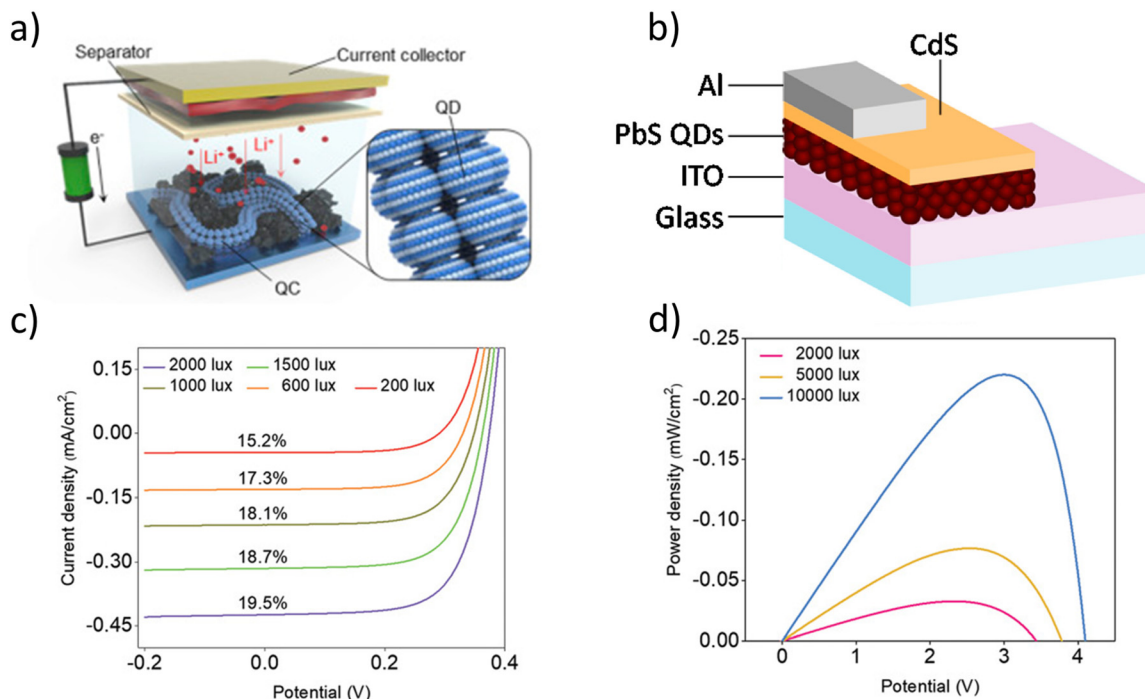 a)
Separator
Current collector
QD
e-
Li+
Li+
QC
b)
CdS
Al
PbS QDs
ITO
Glass
c)
0.15
0.00
-0.15
-0.30
-0.45
Current density (mA/cm²)
2000 lux 1500 lux
1000 lux 600 lux 200 lux
15.2%
17.3%
18.1%
18.7%
19.5%
-0.2 0.0 0.2 0.4
Potential (V)
d)
-0.25
-0.20
-0.15
-0.10
-0.05
0.00
Power density (mW/cm²)
2000 lux
5000 lux
10000 lux
0 1 2 3 4
Potential (V)